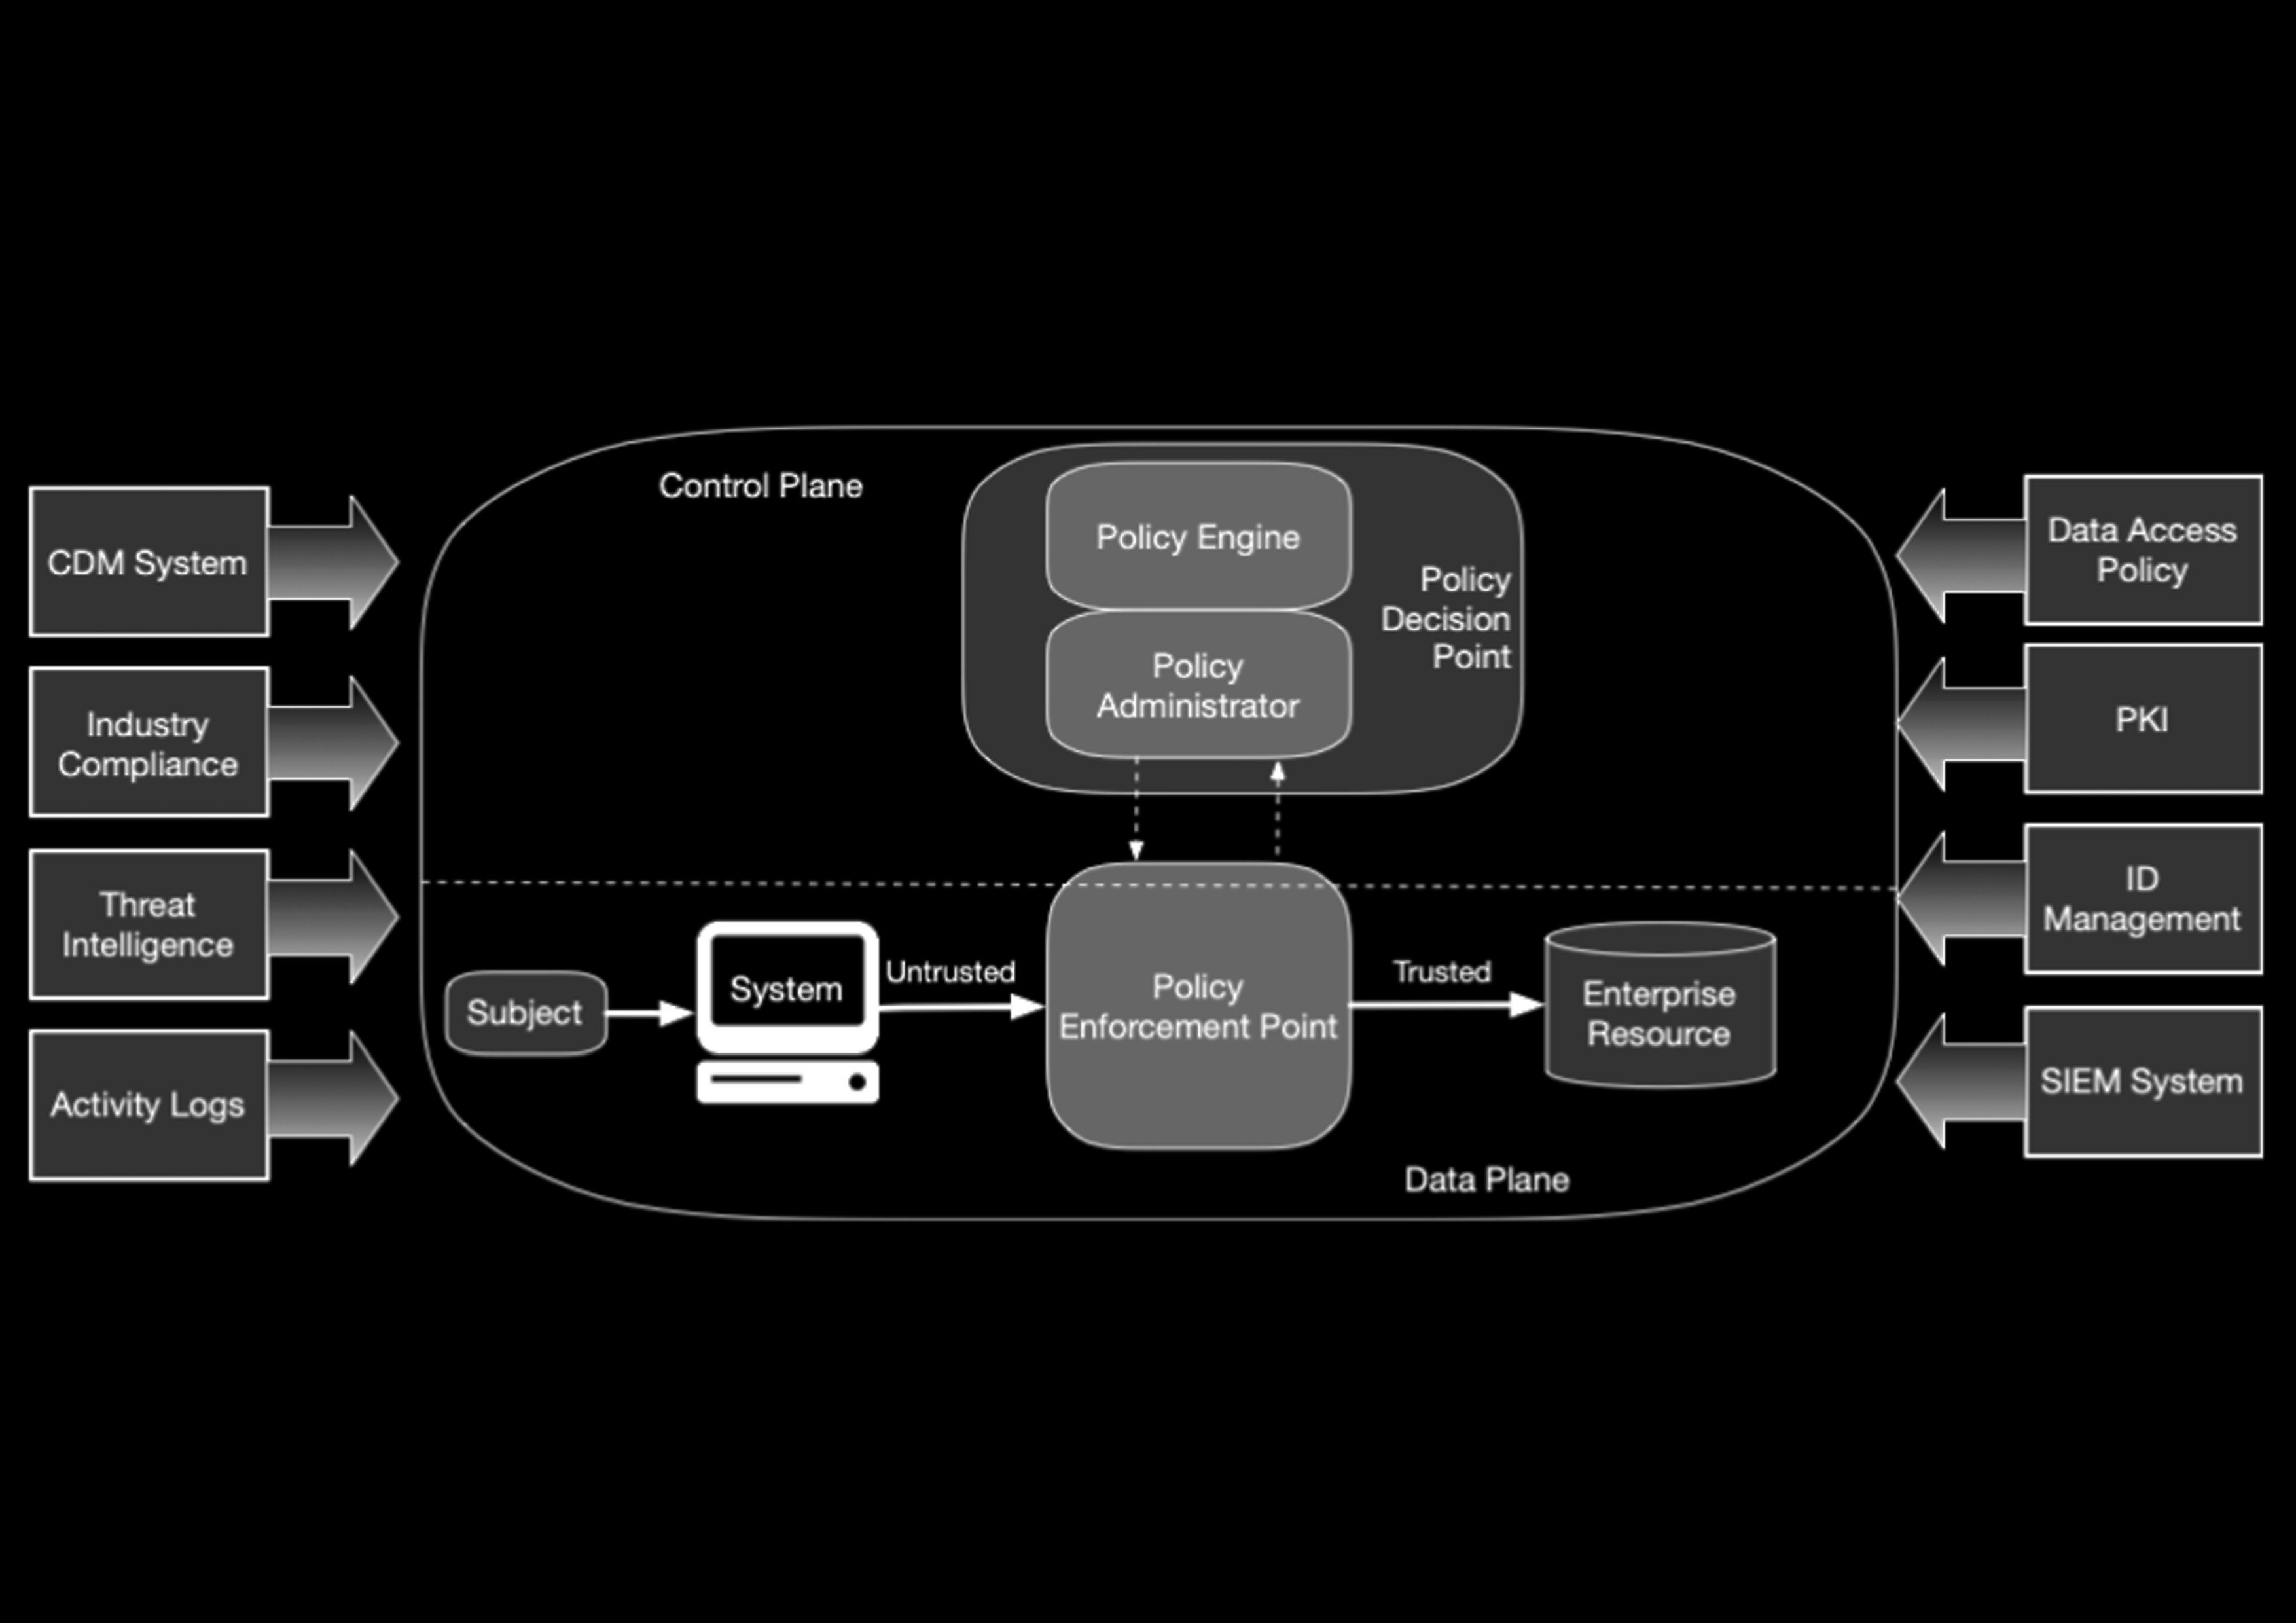 Control Plane
Policy Engine
Policy
Administrator
Policy
Decision
Point
CDM System
Industry
Compliance
Threat
Intelligence
Activity Logs
Subject
System
Untrusted
Policy
Enforcement Point
Trusted
Enterprise
Resource
Data Plane
Data Access
Policy
PKI
ID
Management
SIEM System